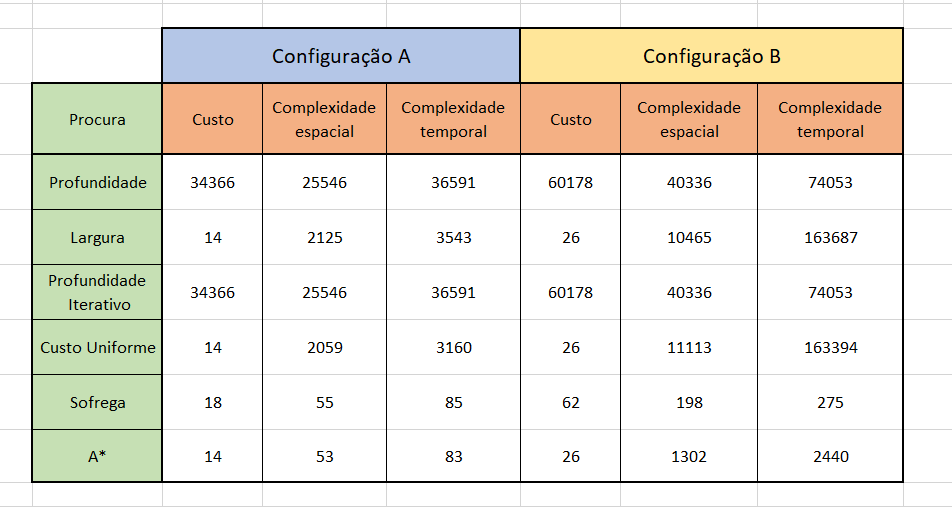 Configuração A Configuração B
Procura Custo Complexidade espacial Complexidade temporal Custo Complexidade espacial Complexidade temporal
Profundidade 34366 25546 36591 60178 40336 74053
Largura 14 2125 3543 26 10465 163687
Profundidade Iterativo 34366 25546 36591 60178 40336 74053
Custo Uniforme 14 2059 3160 26 11113 163394
Sofrega 18 55 85 62 198 275
A* 14 53 83 26 1302 2440